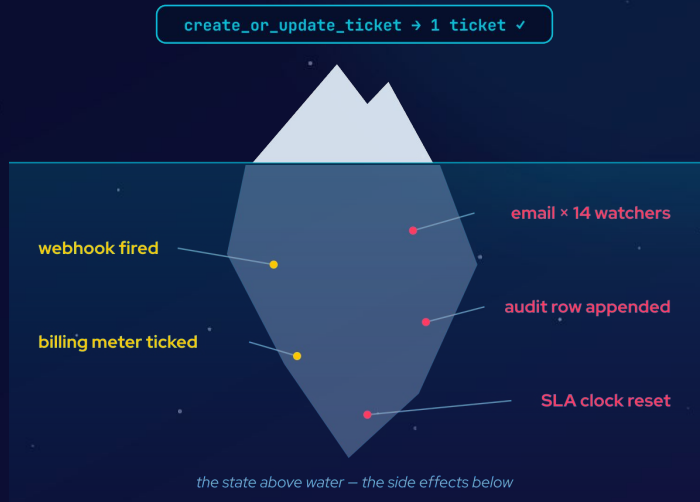 create_or_update_ticket → 1 ticket ✓
email × 14 watchers
webhook fired
audit row appended
billing meter ticked
SLA clock reset
the state above water — the side effects below